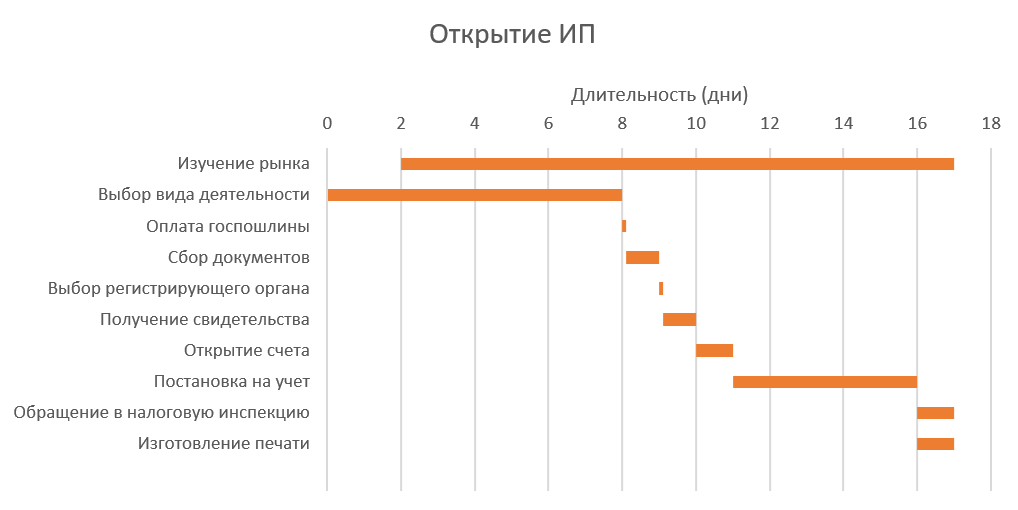 Открытие ИП
Длительность (дни)
0 2 4 6 8 10 12 14 16 18
Изучение рынка
Выбор вида деятельности
Оплата госпошлины
Сбор документов
Выбор регистрирующего органа
Получение свидетельства
Открытие счета
Постановка на учет
Обращение в налоговую инспекцию
Изготовление печати